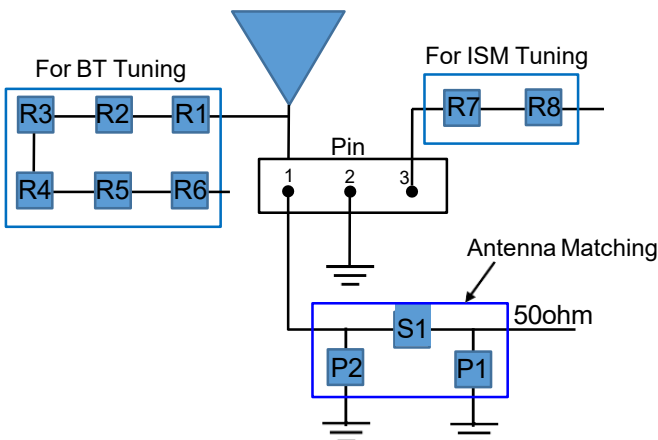 For BT Tuning
For ISM Tuning
R3 R2 R1
R7 R8
Pin
1 2 3
R4 R5 R6
Antenna Matching
S1
50ohm
P2 P1